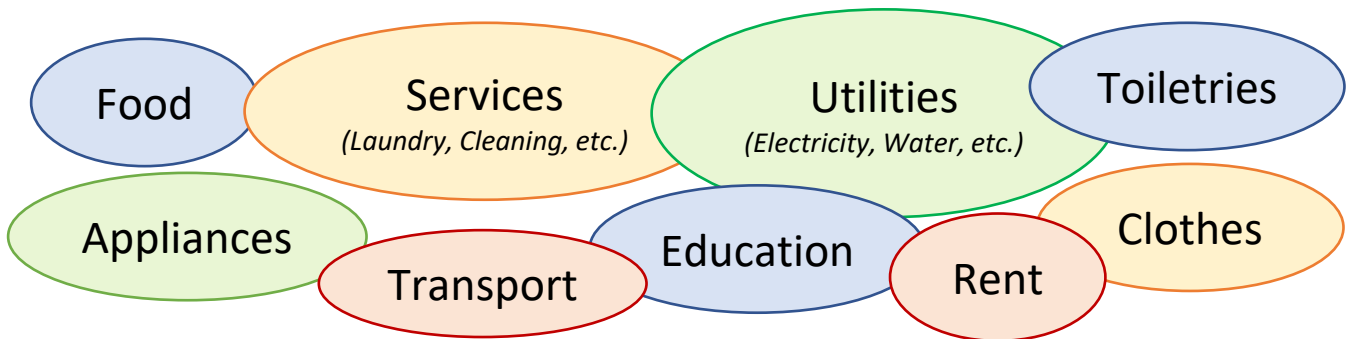 Food
Services
(Laundry, Cleaning, etc.)
Utilities
(Electricity, Water, etc.)
Toiletries
Appliances
Transport
Education
Rent
Clothes